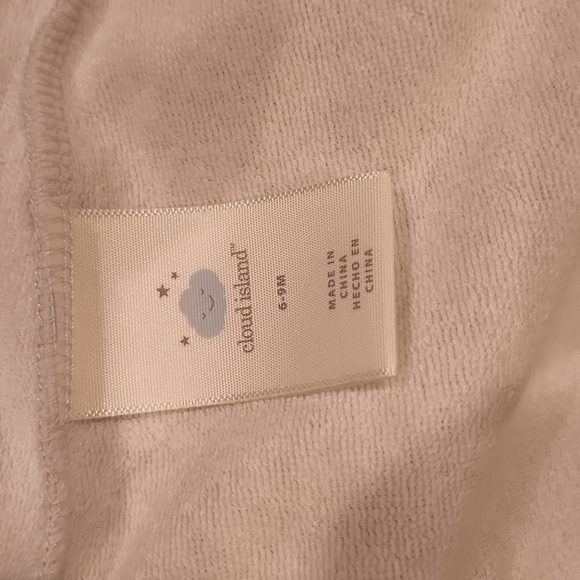 cloud island™
6-9M
MADE IN
CHINA
HECHO EN
CHINA